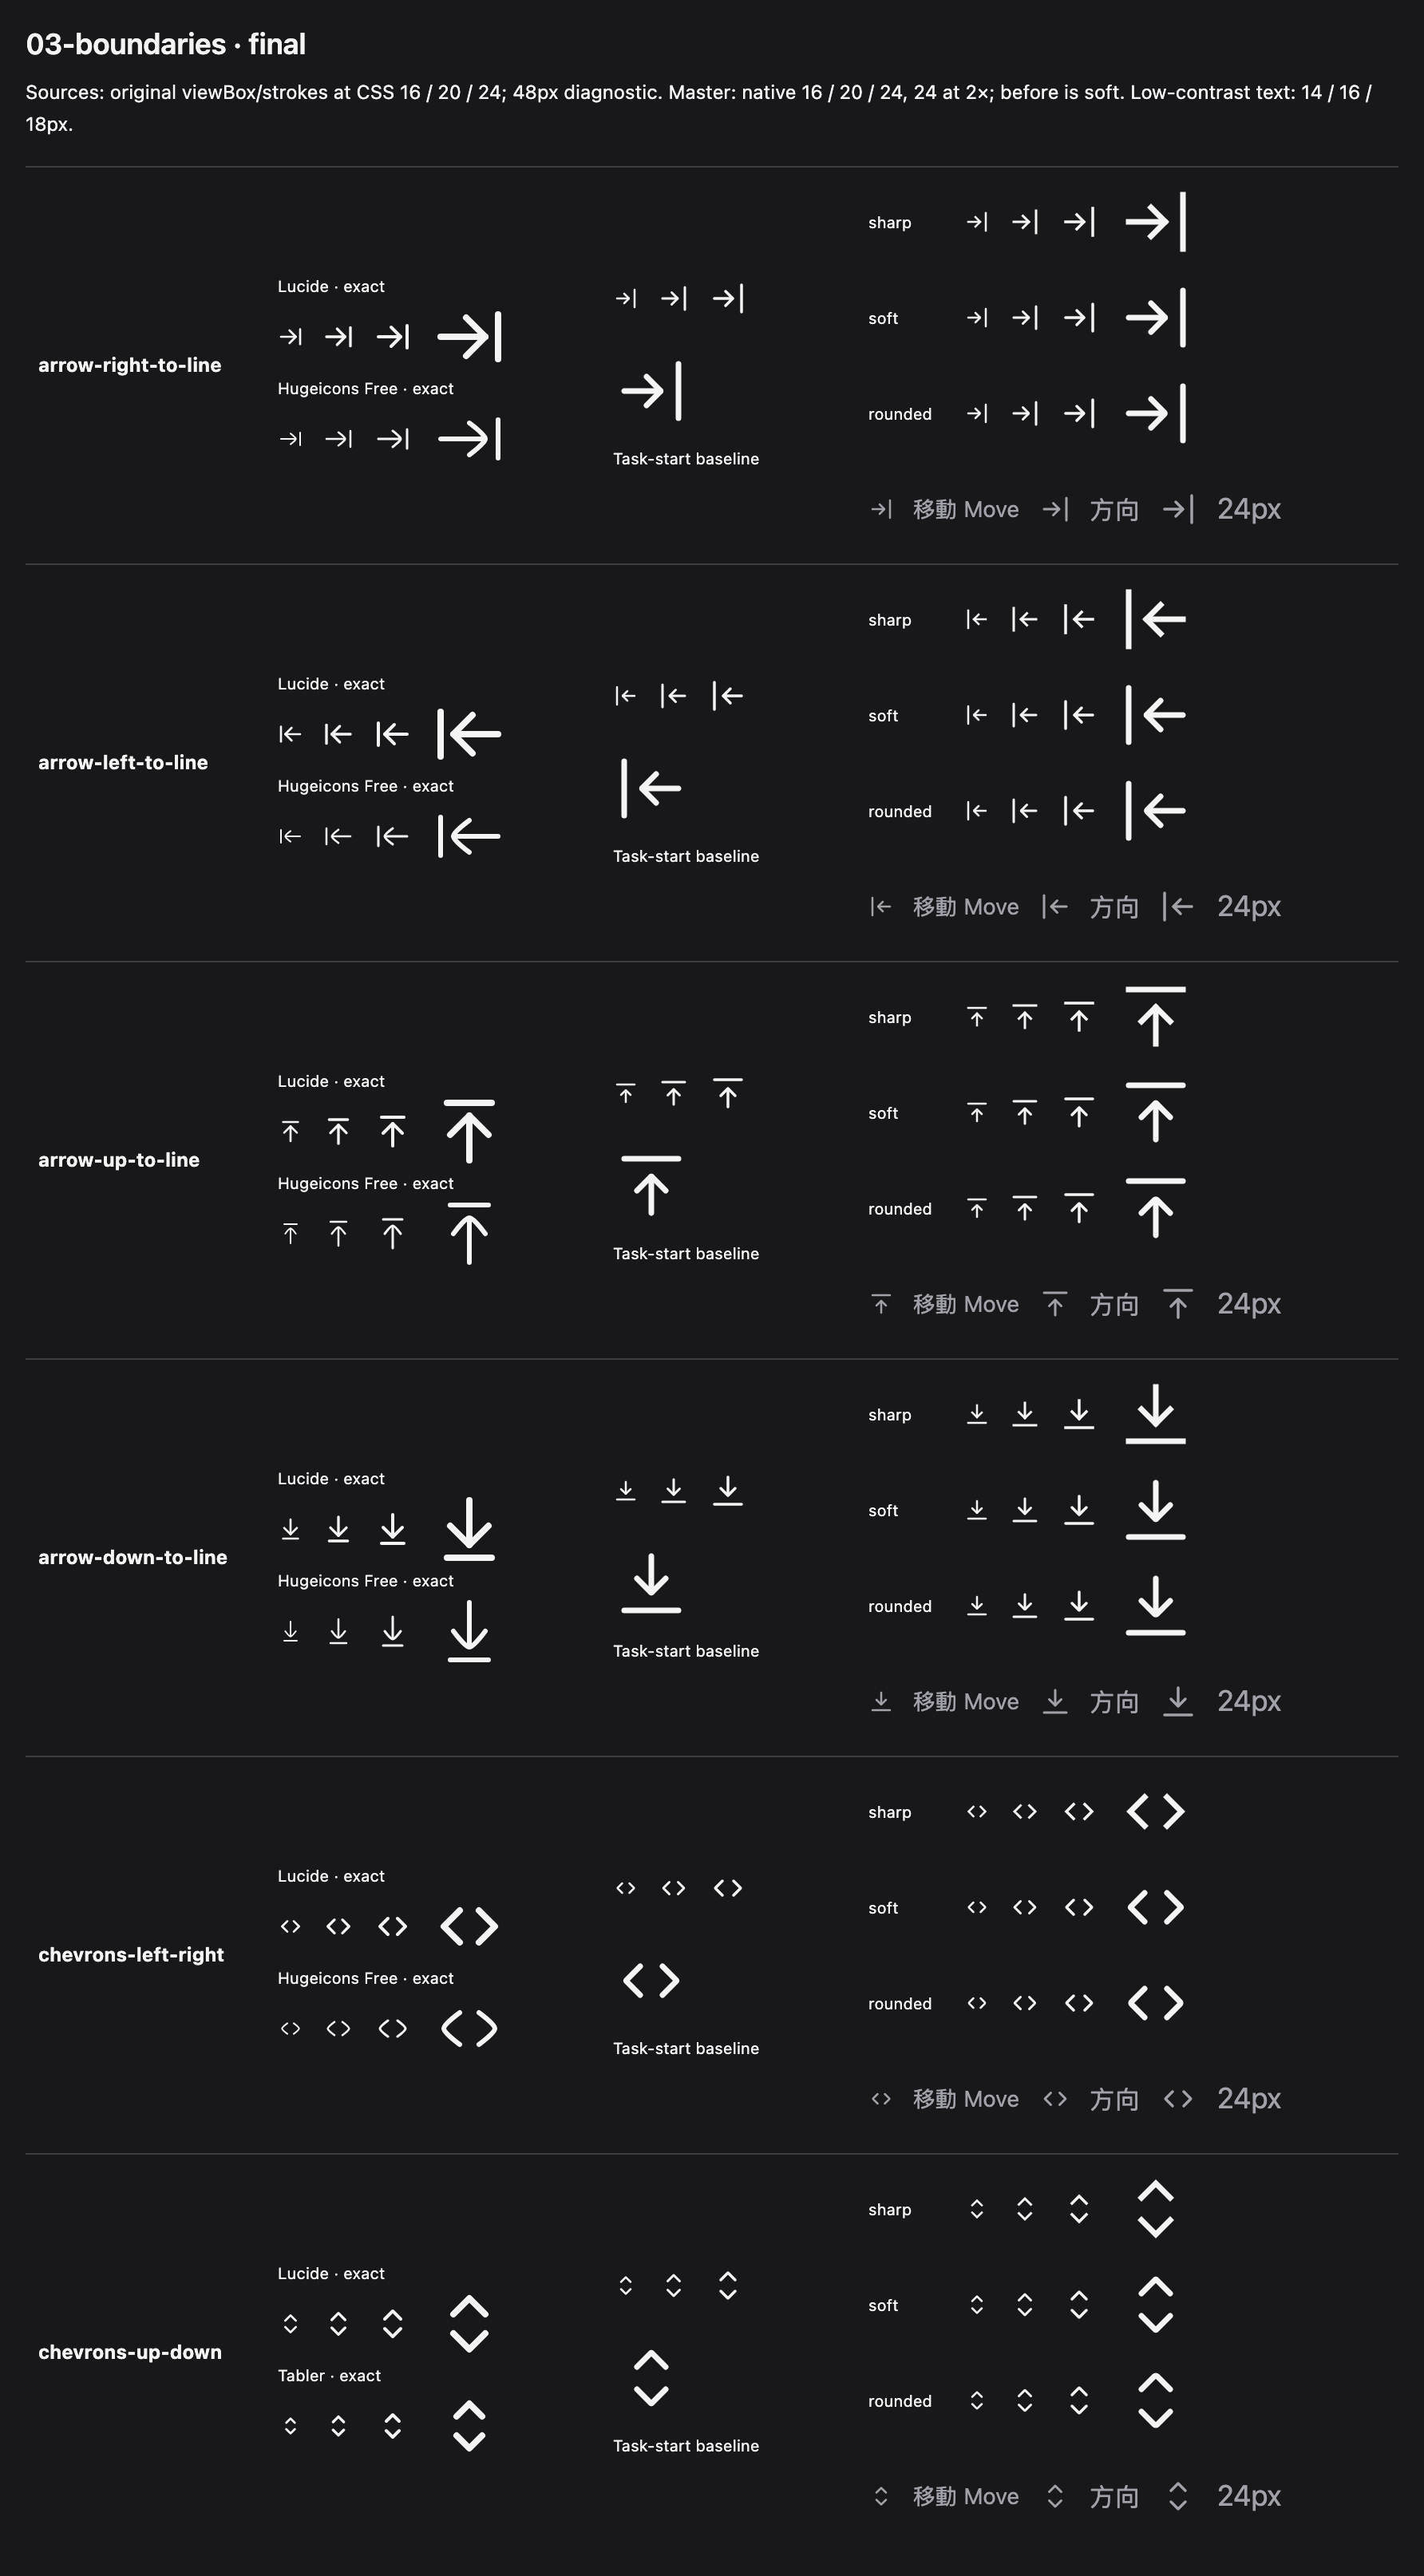 03-boundaries · final
Sources: original viewBox/strokes at CSS 16 / 20 / 24; 48px diagnostic. Master: native 16 / 20 / 24, 24 at 2×; before is soft. Low-contrast text: 14 / 16 /
18px.
arrow-right-to-line
Lucide · exact
Hugeicons Free · exact
Task-start baseline
sharp
soft
rounded
移動 Move 方向 24px
arrow-left-to-line
Lucide · exact
Hugeicons Free · exact
Task-start baseline
sharp
soft
rounded
移動 Move 方向 24px
arrow-up-to-line
Lucide · exact
Hugeicons Free · exact
Task-start baseline
sharp
soft
rounded
移動 Move 方向 24px
arrow-down-to-line
Lucide · exact
Hugeicons Free · exact
Task-start baseline
sharp
soft
rounded
移動 Move 方向 24px
chevrons-left-right
Lucide · exact
Hugeicons Free · exact
Task-start baseline
sharp
soft
rounded
移動 Move 方向 24px
chevrons-up-down
Lucide · exact
Tabler · exact
Task-start baseline
sharp
soft
rounded
移動 Move 方向 24px